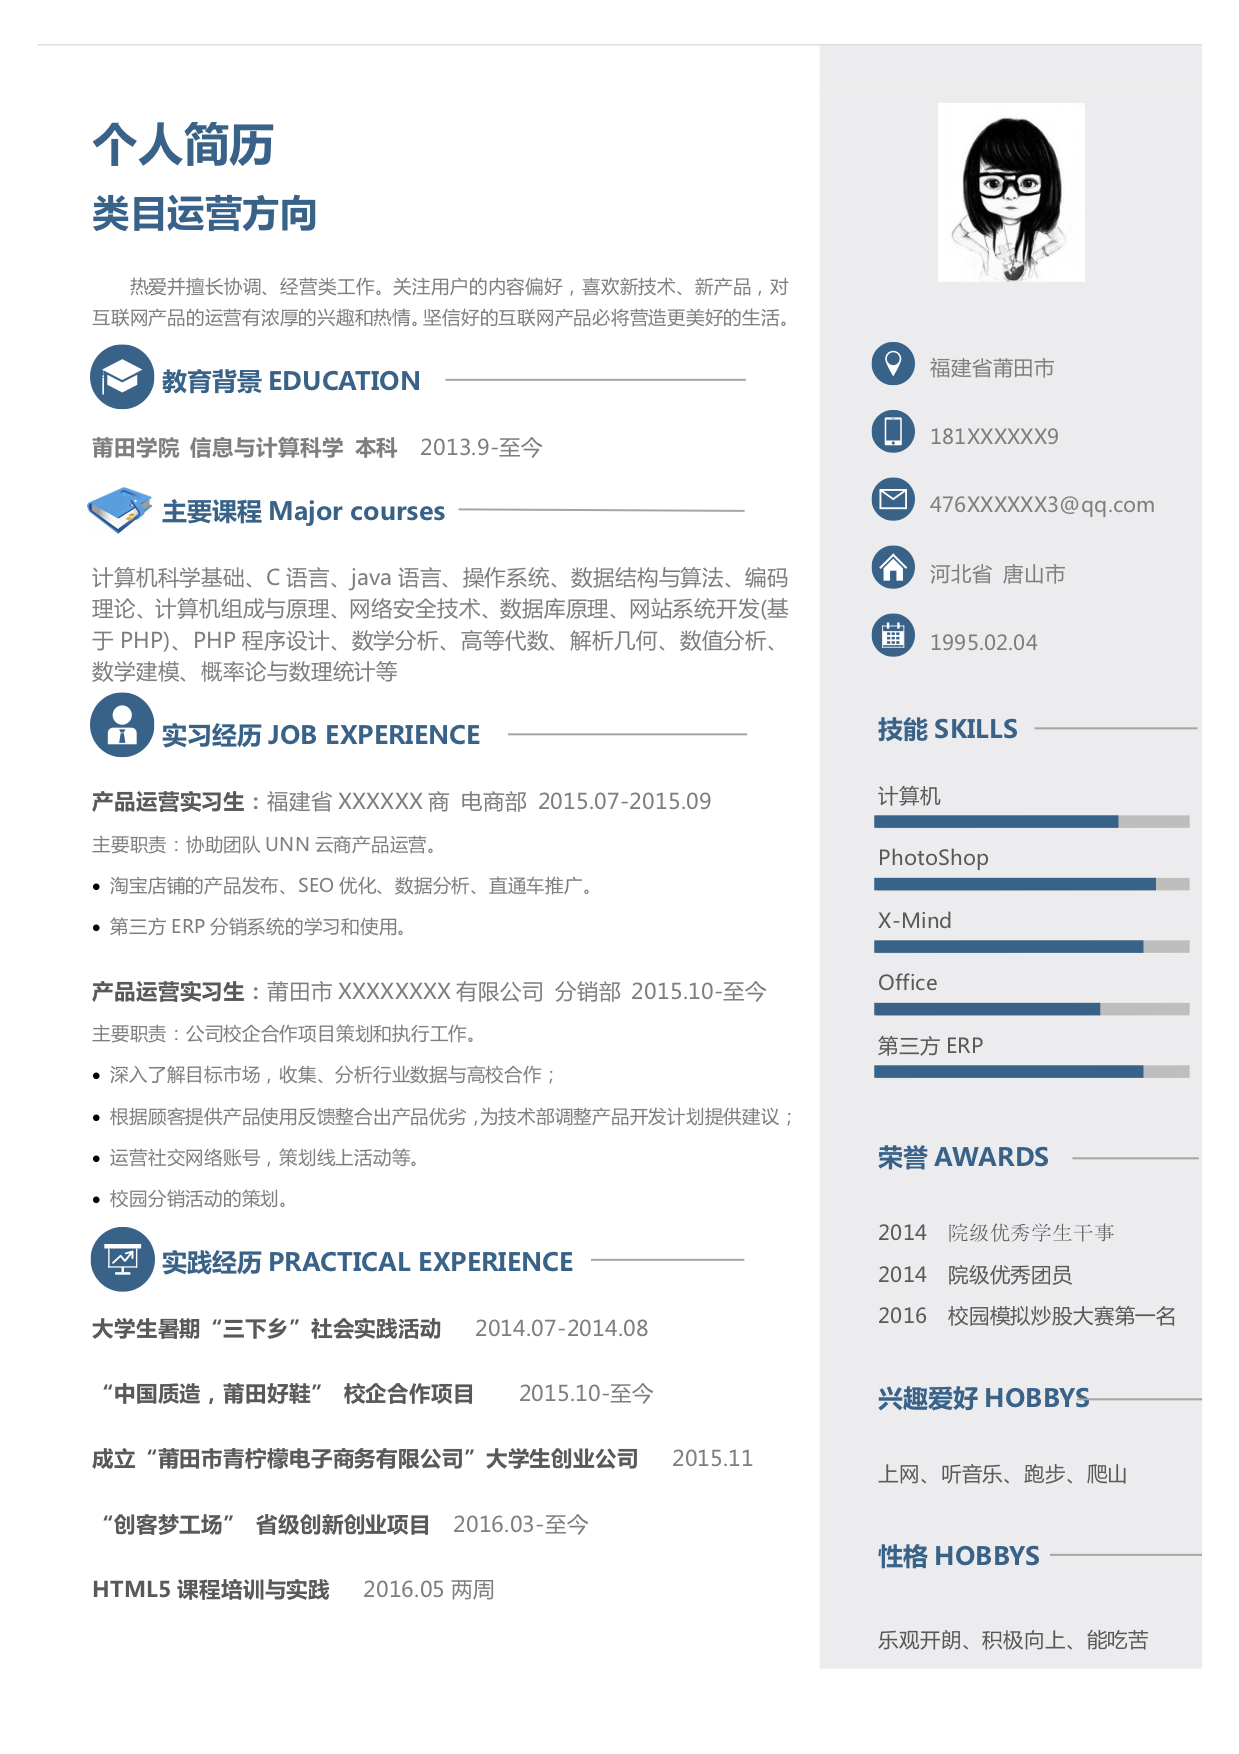 个人简历
类目运营方向
热爱并擅长协调、经营类工作。关注用户的内容偏好，喜欢新技术、新产品，对
互联网产品的运营有浓厚的兴趣和热情。坚信好的互联网产品必将营造更美好的生活。
教育背景 EDUCATION
莆田学院 信息与计算科学 本科 2013.9-至今
主要课程 Major courses
计算机科学基础、C 语言、java 语言、操作系统、数据结构与算法、编码
理论、计算机组成与原理、网络安全技术、数据库原理、网站系统开发(基
于 PHP)、PHP 程序设计、数学分析、高等代数、解析几何、数值分析、
数学建模、概率论与数理统计等
实习经历 JOB EXPERIENCE
产品运营实习生：福建省 XXXXXX 商 电商部 2015.07-2015.09
主要职责：协助团队 UNN 云商产品运营。
• 淘宝店铺的产品发布、SEO 优化、数据分析、直通车推广。
• 第三方 ERP 分销系统的学习和使用。
产品运营实习生：莆田市 XXXXXXXX 有限公司 分销部 2015.10-至今
主要职责：公司校企合作项目策划和执行工作。
• 深入了解目标市场，收集、分析行业数据与高校合作；
• 根据顾客提供产品使用反馈整合出产品优劣，为技术部调整产品开发计划提供建议；
• 运营社交网络账号，策划线上活动等。
• 校园分销活动的策划。
实践经历 PRACTICAL EXPERIENCE
大学生暑期“三下乡”社会实践活动 2014.07-2014.08
“中国质造，莆田好鞋” 校企合作项目 2015.10-至今
成立“莆田市青柠檬电子商务有限公司”大学生创业公司 2015.11
“创客梦工场” 省级创新创业项目 2016.03-至今
HTML5 课程培训与实践 2016.05 两周
福建省莆田市
181XXXXXX9
476XXXXXX3@qq.com
河北省 唐山市
1995.02.04
技能 SKILLS
计算机
PhotoShop
X-Mind
Office
第三方 ERP
荣誉 AWARDS
2014 院级优秀学生干事
2014 院级优秀团员
2016 校园模拟炒股大赛第一名
兴趣爱好 HOBBYS
上网、听音乐、跑步、爬山
性格 HOBBYS
乐观开朗、积极向上、能吃苦